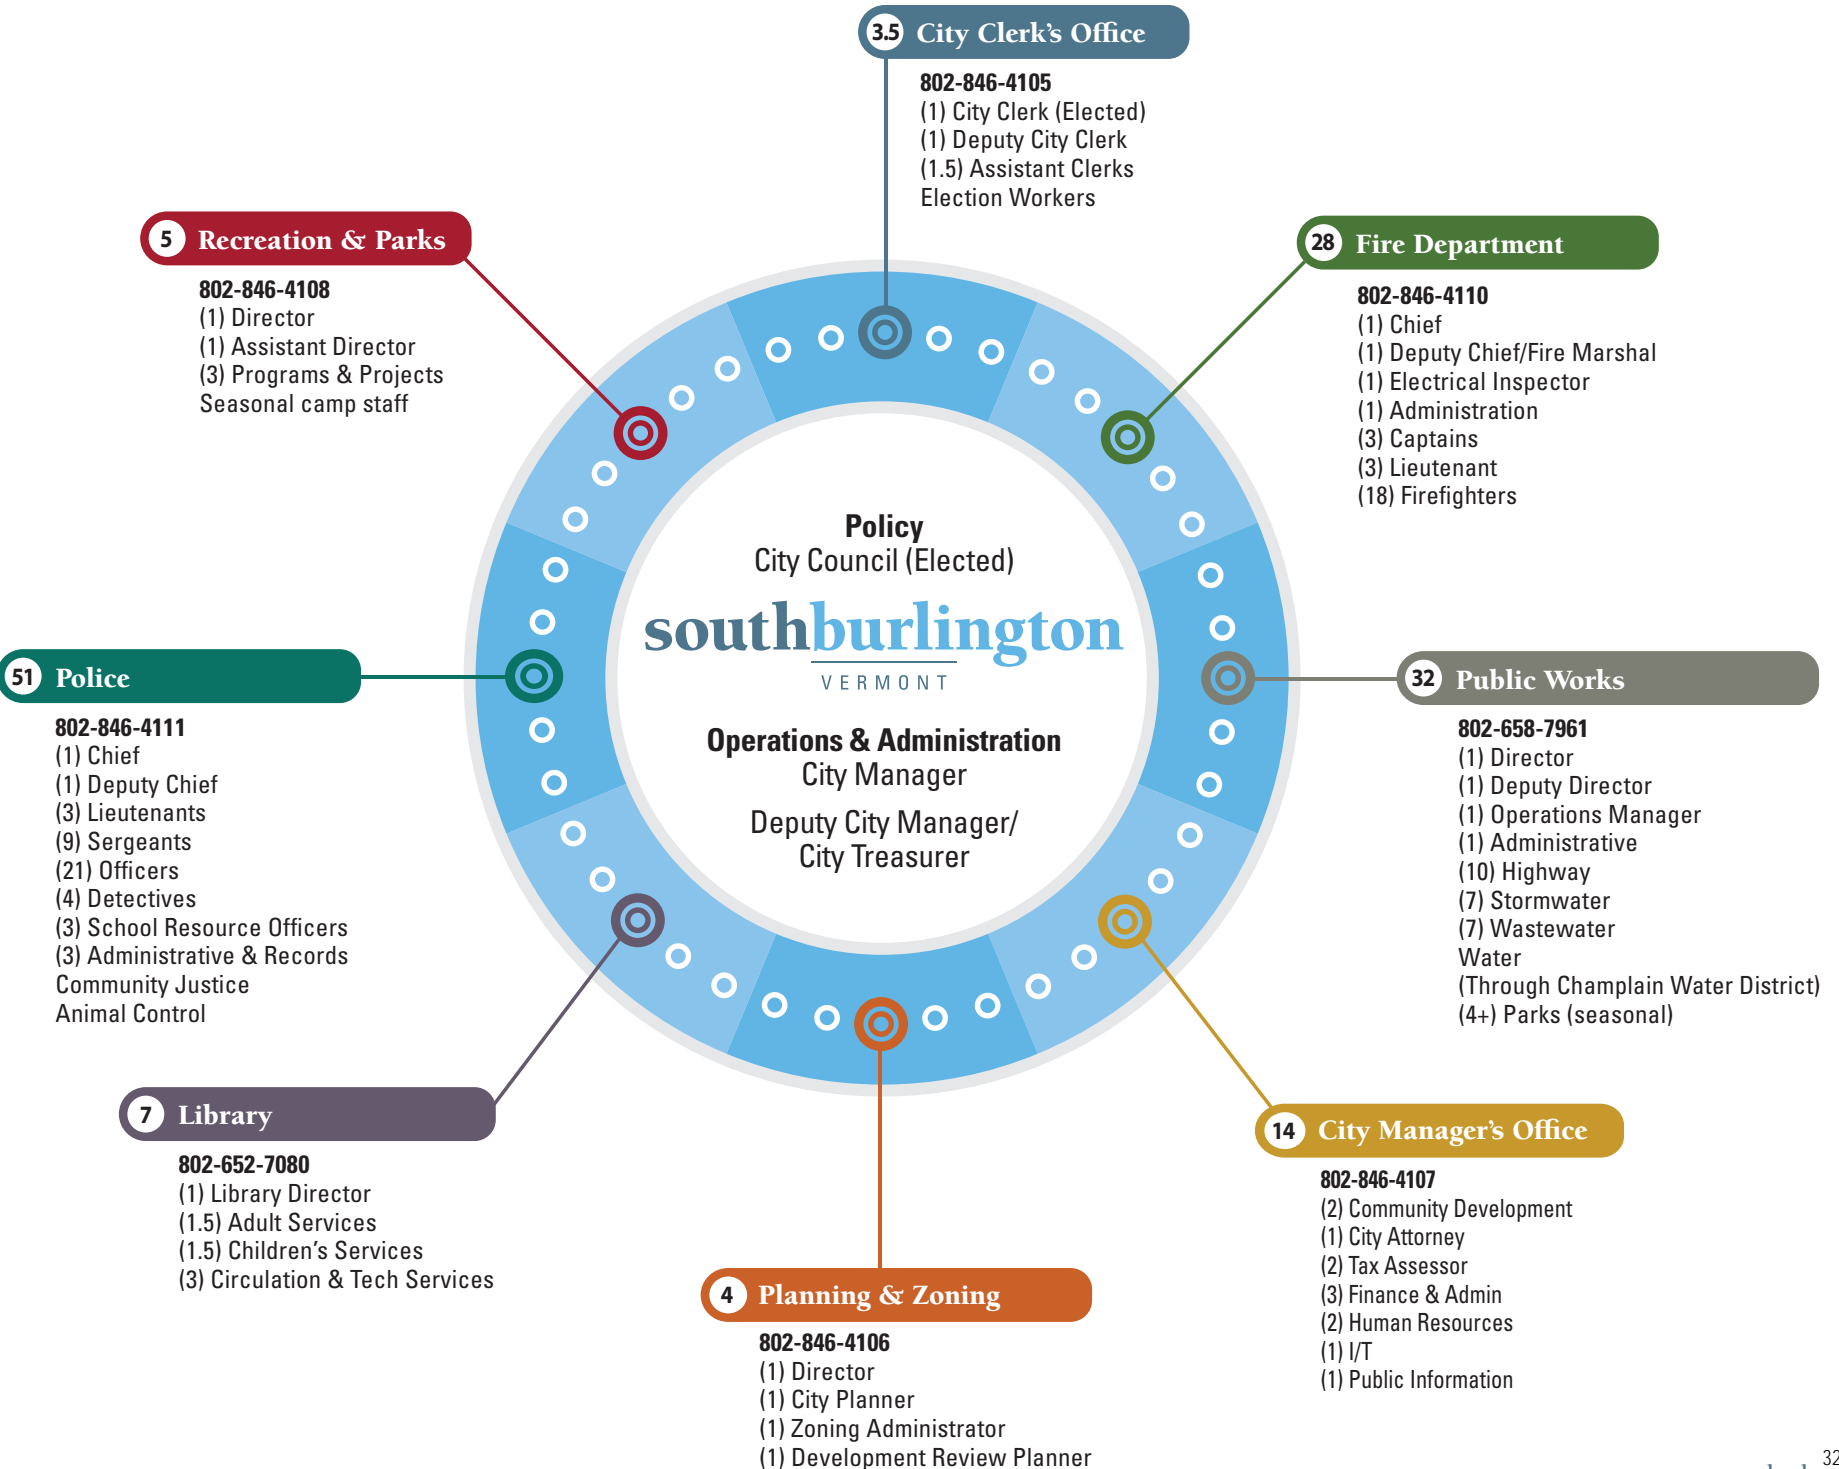 3.5 City Clerk's Office
802-846-4105
(1) City Clerk (Elected)
(1) Deputy City Clerk
(1.5) Assistant Clerks
Election Workers
5 Recreation & Parks
802-846-4108
(1) Director
(1) Assistant Director
(3) Programs & Projects
Seasonal camp staff
28 Fire Department
802-846-4110
(1) Chief
(1) Deputy Chief/Fire Marshal
(1) Electrical Inspector
(1) Administration
(3) Captains
(3) Lieutenant
(18) Firefighters
Policy
City Council (Elected)
southburlington
VERMONT
Operations & Administration
City Manager
Deputy City Manager/
City Treasurer
51 Police
802-846-4111
(1) Chief
(1) Deputy Chief
(3) Lieutenants
(9) Sergeants
(21) Officers
(4) Detectives
(3) School Resource Officers
(3) Administrative & Records
Community Justice
Animal Control
32 Public Works
802-658-7961
(1) Director
(1) Deputy Director
(1) Operations Manager
(1) Administrative
(10) Highway
(7) Stormwater
(7) Wastewater
Water
(Through Champlain Water District)
(4+) Parks (seasonal)
7 Library
802-652-7080
(1) Library Director
(1.5) Adult Services
(1.5) Children's Services
(3) Circulation & Tech Services
14 City Manager's Office
802-846-4107
(2) Community Development
(1) City Attorney
(2) Tax Assessor
(3) Finance & Admin
(2) Human Resources
(1) I/T
(1) Public Information
4 Planning & Zoning
802-846-4106
(1) Director
(1) City Planner
(1) Zoning Administrator
(1) Development Review Planner
32